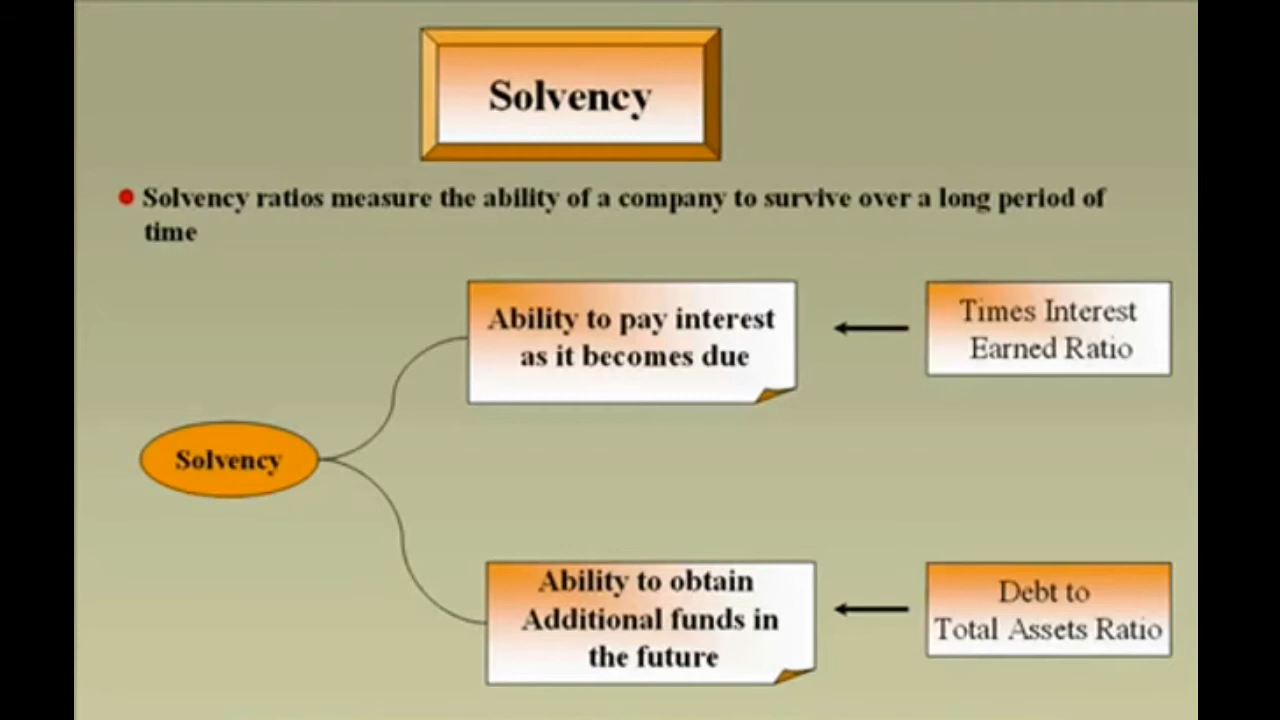 Solvency
Solvency ratios measure the ability of a company to survive over a long period of
time
Ability to pay interest
as it becomes due
Times Interest
Earned Ratio
Solvency
Ability to obtain
Additional funds in
the future
Debt to
Total Assets Ratio